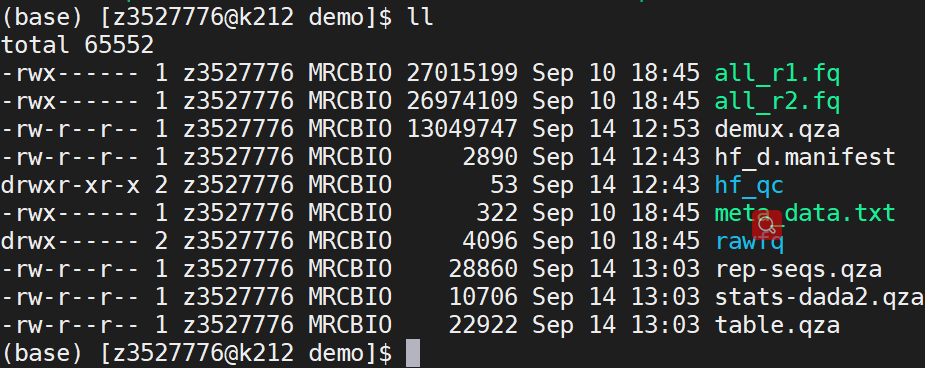 (base) [z3527776@k212 demo]$ ll
total 65552
-rwx------ 1 z3527776 MRCBIO 27015199 Sep 10 18:45 all_r1.fq
-rwx------ 1 z3527776 MRCBIO 26974109 Sep 10 18:45 all_r2.fq
-rw-r--r-- 1 z3527776 MRCBIO 13049747 Sep 14 12:53 demux.qza
-rw-r--r-- 1 z3527776 MRCBIO     2890 Sep 14 12:43 hf_d.manifest
drwxr-xr-x 2 z3527776 MRCBIO       53 Sep 14 12:43 hf_qc
-rwx------ 1 z3527776 MRCBIO      322 Sep 10 18:45 meta_data.txt
drwx------ 2 z3527776 MRCBIO     4096 Sep 10 18:45 rawfq
-rw-r--r-- 1 z3527776 MRCBIO    28860 Sep 14 13:03 rep-seqs.qza
-rw-r--r-- 1 z3527776 MRCBIO    10706 Sep 14 13:03 stats-dada2.qza
-rw-r--r-- 1 z3527776 MRCBIO    22922 Sep 14 13:03 table.qza
(base) [z3527776@k212 demo]$